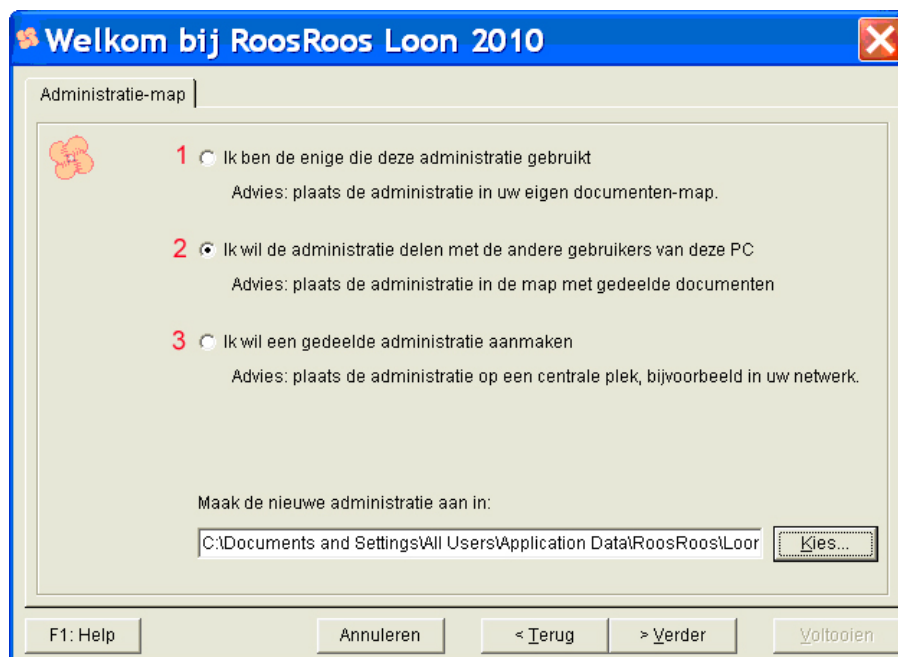 Welkom bij RoosRoos Loon 2010
Administratie-map
1 Ik ben de enige die deze administratie gebruikt
Advies: plaats de administratie in uw eigen documenten-map.
2 Ik wil de administratie delen met de andere gebruikers van deze PC
Advies: plaats de administratie in de map met gedeelde documenten
3 Ik wil een gedeelde administratie aanmaken
Advies: plaats de administratie op een centrale plek, bijvoorbeeld in uw netwerk.
Maak de nieuwe administratie aan in:
C:\Documents and Settings\All Users\Application Data\RoosRoos\Loor Kies...
F1: Help Annuleren < Terug > Verder Voltooien